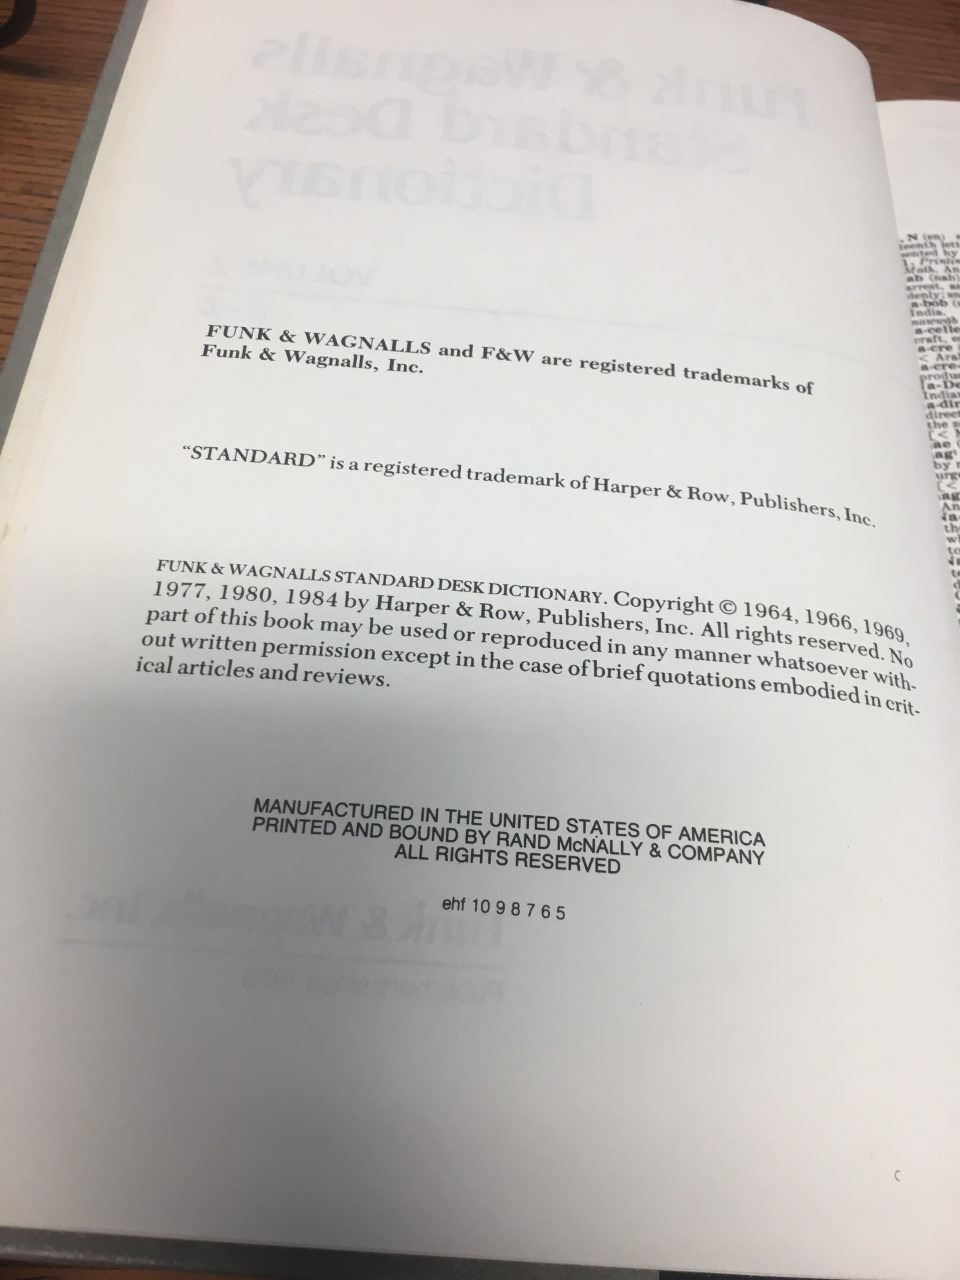 FUNK & WAGNALLS and F&W are registered trademarks of
Funk & Wagnalls, Inc.
“STANDARD” is a registered trademark of Harper & Row, Publishers, Inc.
FUNK & WAGNALLS STANDARD DESK DICTIONARY. Copyright © 1964, 1966, 1969,
1977, 1980, 1984 by Harper & Row, Publishers, Inc. All rights reserved. No
part of this book may be used or reproduced in any manner whatsoever with-
out written permission except in the case of brief quotations embodied in crit-
ical articles and reviews.
MANUFACTURED IN THE UNITED STATES OF AMERICA
PRINTED AND BOUND BY RAND McNALLY & COMPANY
ALL RIGHTS RESERVED
ehf 10 9 8 7 6 5